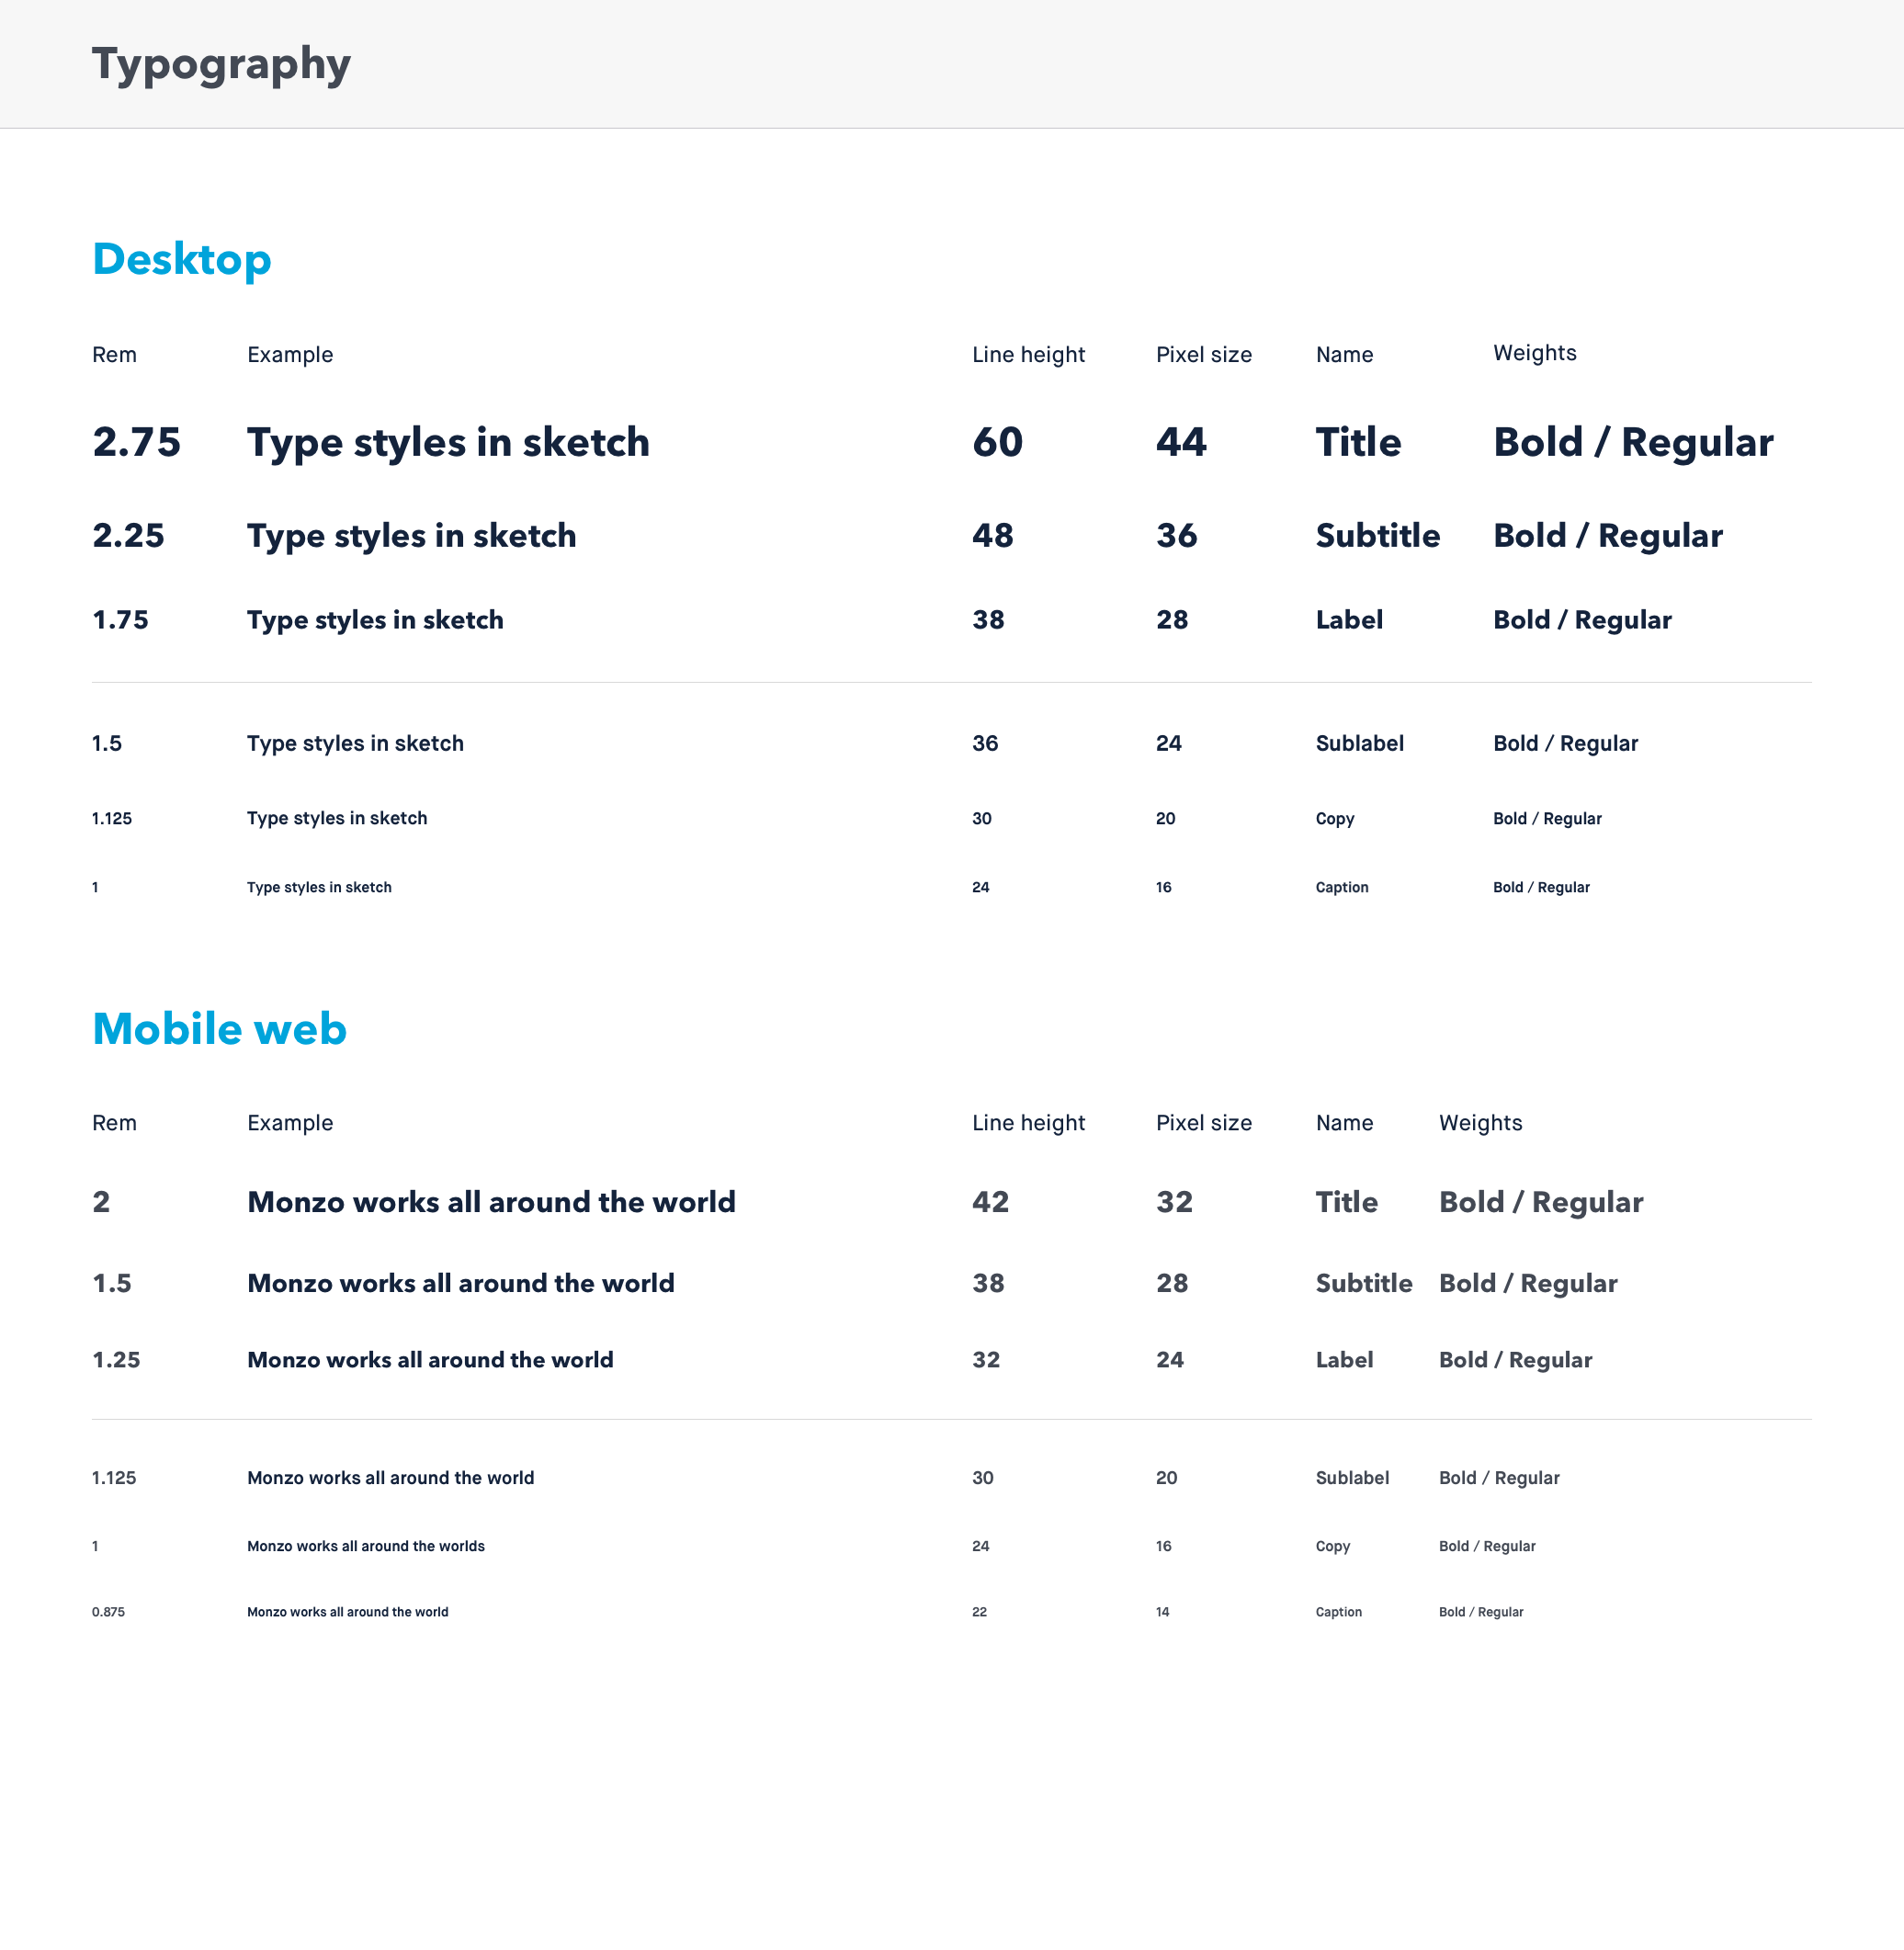 Typography
Desktop
Rem Example Line height Pixel size Name Weights
2.75 Type styles in sketch 60 44 Title Bold / Regular
2.25 Type styles in sketch 48 36 Subtitle Bold / Regular
1.75 Type styles in sketch 38 28 Label Bold / Regular
1.5 Type styles in sketch 36 24 Sublabel Bold / Regular
1.125 Type styles in sketch 30 20 Copy Bold / Regular
1 Type styles in sketch 24 16 Caption Bold / Regular
Mobile web
Rem Example Line height Pixel size Name Weights
2 Monzo works all around the world 42 32 Title Bold / Regular
1.5 Monzo works all around the world 38 28 Subtitle Bold / Regular
1.25 Monzo works all around the world 32 24 Label Bold / Regular
1.125 Monzo works all around the world 30 20 Sublabel Bold / Regular
1 Monzo works all around the worlds 24 16 Copy Bold / Regular
0.875 Monzo works all around the world 22 14 Caption Bold / Regular